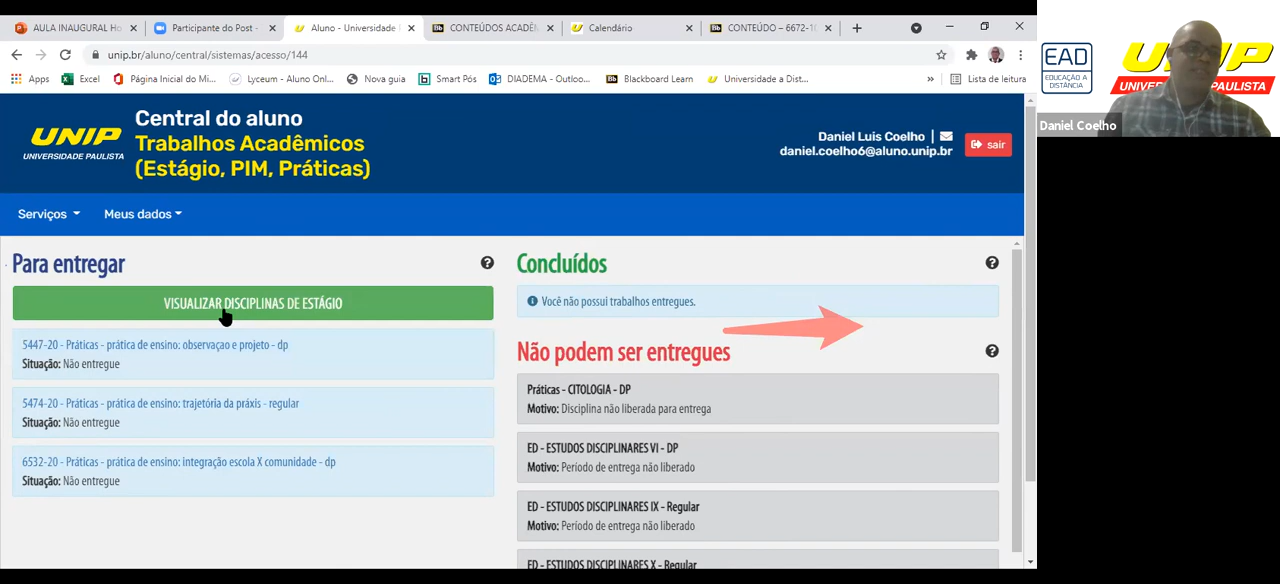 AULA INAUGRAL Ho
Participante do Post -
Aluno - Universidade
CONTEÚDOS ACADÊM
Calendário
CONTEÚDO – 6672-10
unip.br/aluno/central/sistemas/acesso/144
Apps
Excel
Página Inicial do Mi...
Lyceum - Aluno Onl...
Nova guia
Smart Pós
DIADEMA - Outloo...
Blackboard Learn
Universidade a Dist...
»
Lista de leitura
UNIP
UNIVERSIDADE PAULISTA
Central do aluno
Trabalhos Acadêmicos
(Estágio, PIM, Práticas)
Daniel Luis Coelho |
daniel.coelho6@aluno.unip.br
sair
Serviços
Meus dados
Para entregar
VISUALIZAR DISCIPLINAS DE ESTÁGIO
5447-20 - Práticas - prática de ensino: observaçao e projeto - dp
Situação: Não entregue
5474-20 - Práticas - prática de ensino: trajetória da práxis - regular
Situação: Não entregue
6532-20 - Práticas - prática de ensino: integração escola X comunidade - dp
Situação: Não entregue
Concluídos
Você não possui trabalhos entregues.
Não podem ser entregues
Práticas - CITOLOGIA - DP
Motivo: Disciplina não liberada para entrega
ED - ESTUDOS DISCIPLINARES VI - DP
Motivo: Período de entrega não liberado
ED - ESTUDOS DISCIPLINARES IX - Regular
Motivo: Período de entrega não liberado
ED - ESTUDOS DISCIPLINARES X - Regular
EAD
EDUCAÇÃO A
DISTÂNCIA
Daniel Coelho